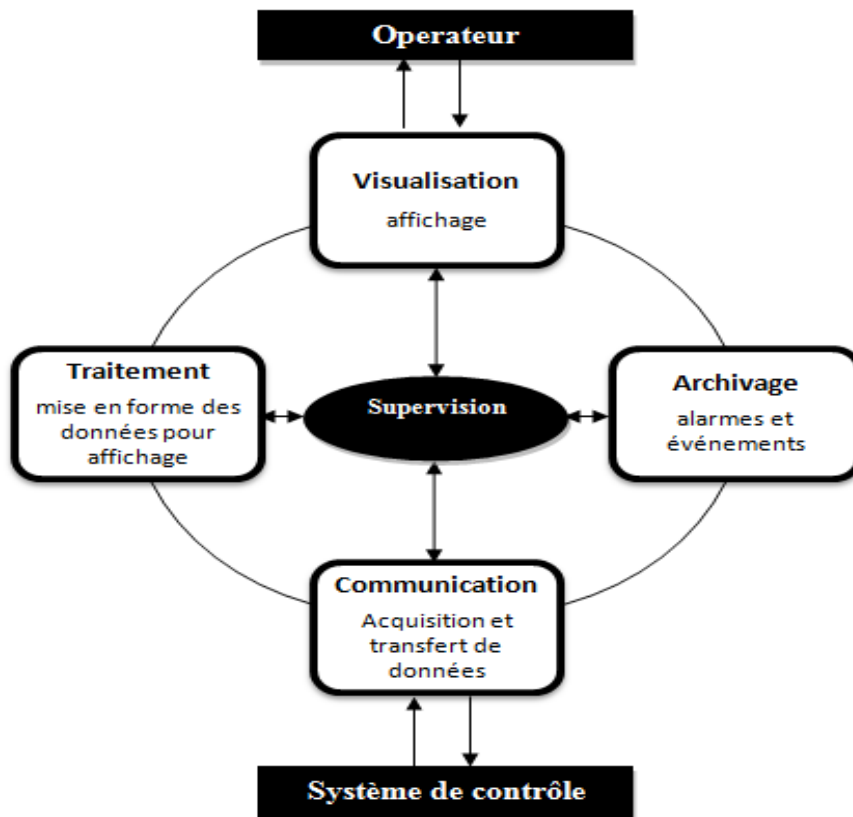 Operateur
Visualisation
affichage
Traitement
mise en forme des
données pour
affichage
Supervision
Archivage
alarmes et
événements
Communication
Acquisition et
transfert de
données
Système de contrôle